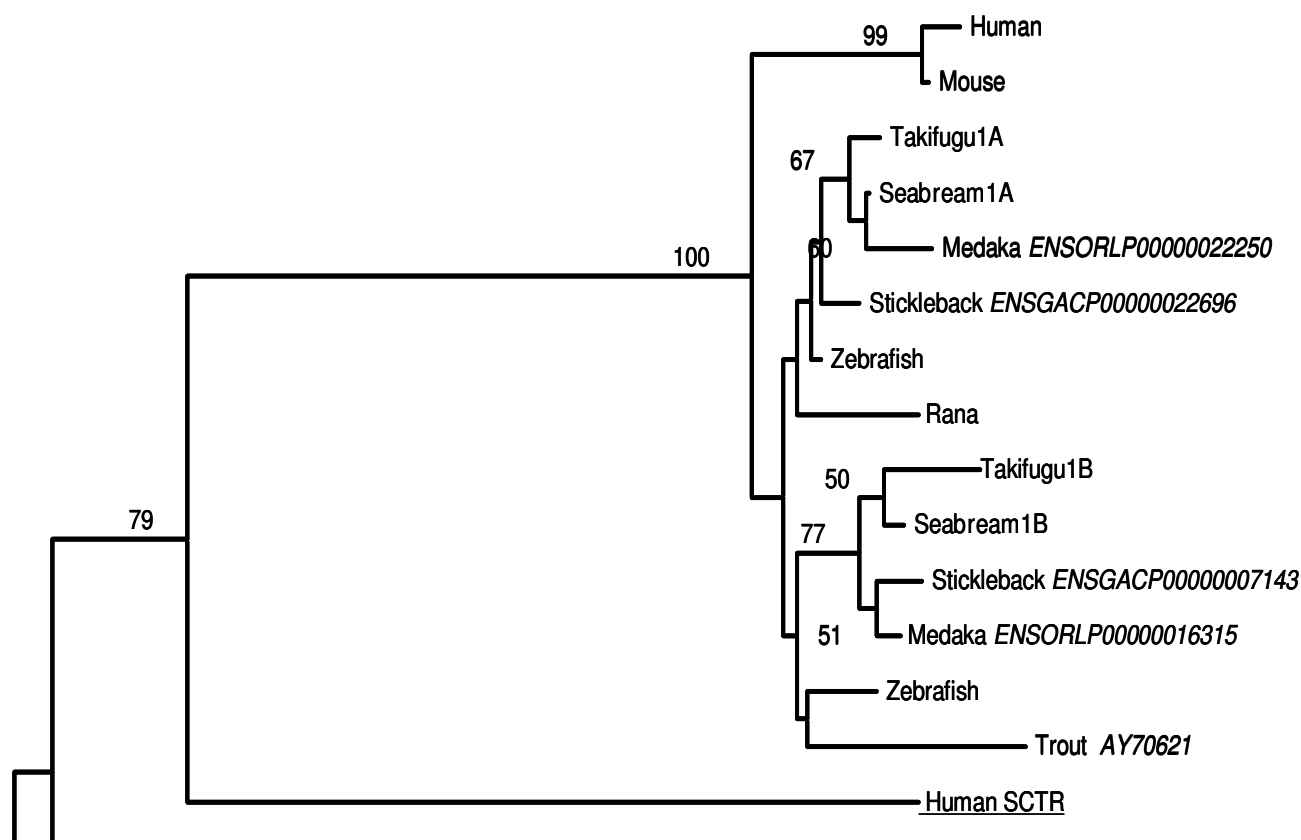 99 Human
Mouse
Takifugu1A
67
Seabream1A
60 Medaka ENSORLP00000022250
100
Stickleback ENSGACP00000022696
Zebrafish
Rana
Takifugu1B
50
Seabream1B
79 77
Stickleback ENSGACP00000007143
51 Medaka ENSORLP00000016315
Zebrafish
Trout AY70621
Human SCTR